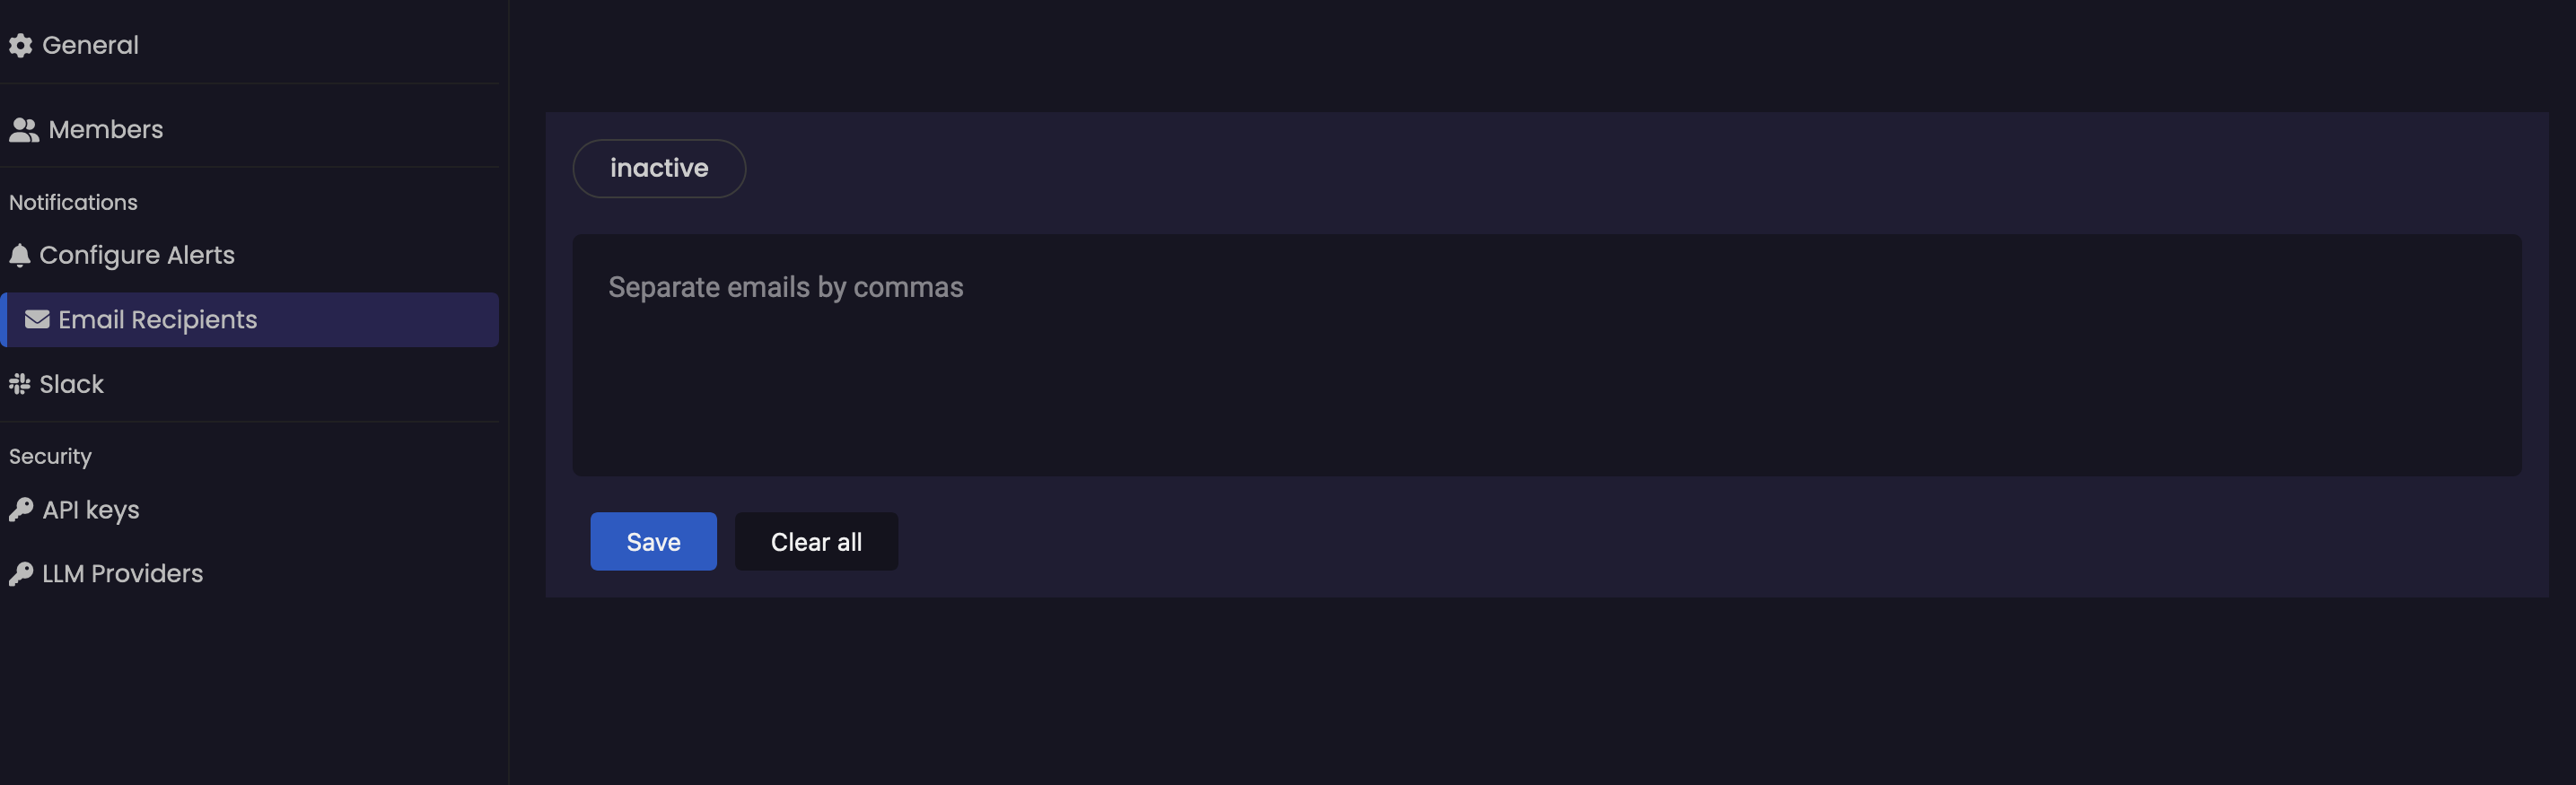 General
Members
Notifications
Configure Alerts
Email Recipients
Slack
Security
API keys
LLM Providers
inactive
Separate emails by commas
Save
Clear all